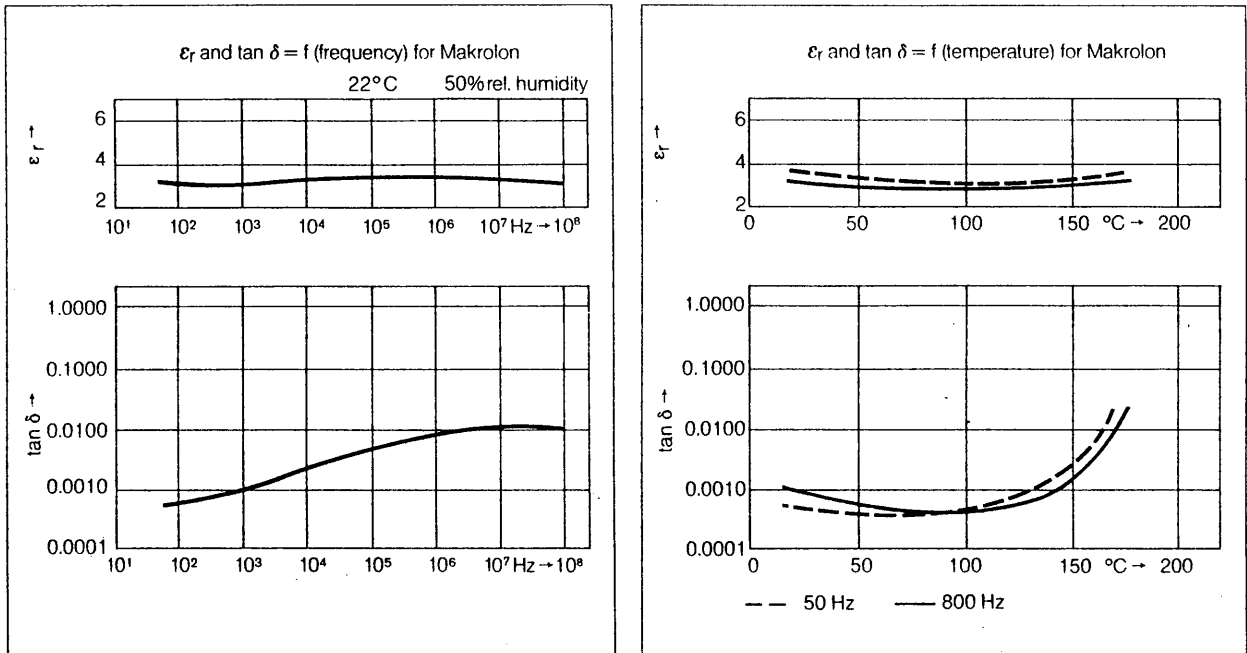 εr and tan δ = f (frequency) for Makrolon
22°C 50% rel. humidity
εr →
6
4
2
10¹ 10² 10³ 10⁴ 10⁵ 10⁶ 10⁷ Hz → 10⁸
tan δ →
1.0000
0.1000
0.0100
0.0010
0.0001
10¹ 10² 10³ 10⁴ 10⁵ 10⁶ 10⁷ Hz → 10⁸
εr and tan δ = f (temperature) for Makrolon
εr →
6
4
2
0 50 100 150 °C → 200
tan δ →
1.0000
0.1000
0.0100
0.0010
0.0001
0 50 100 150 °C → 200
50 Hz 800 Hz